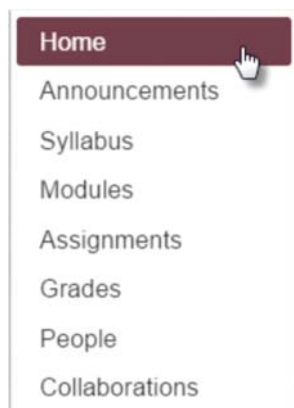 Home
Announcements
Syllabus
Modules
Assignments
Grades
People
Collaborations